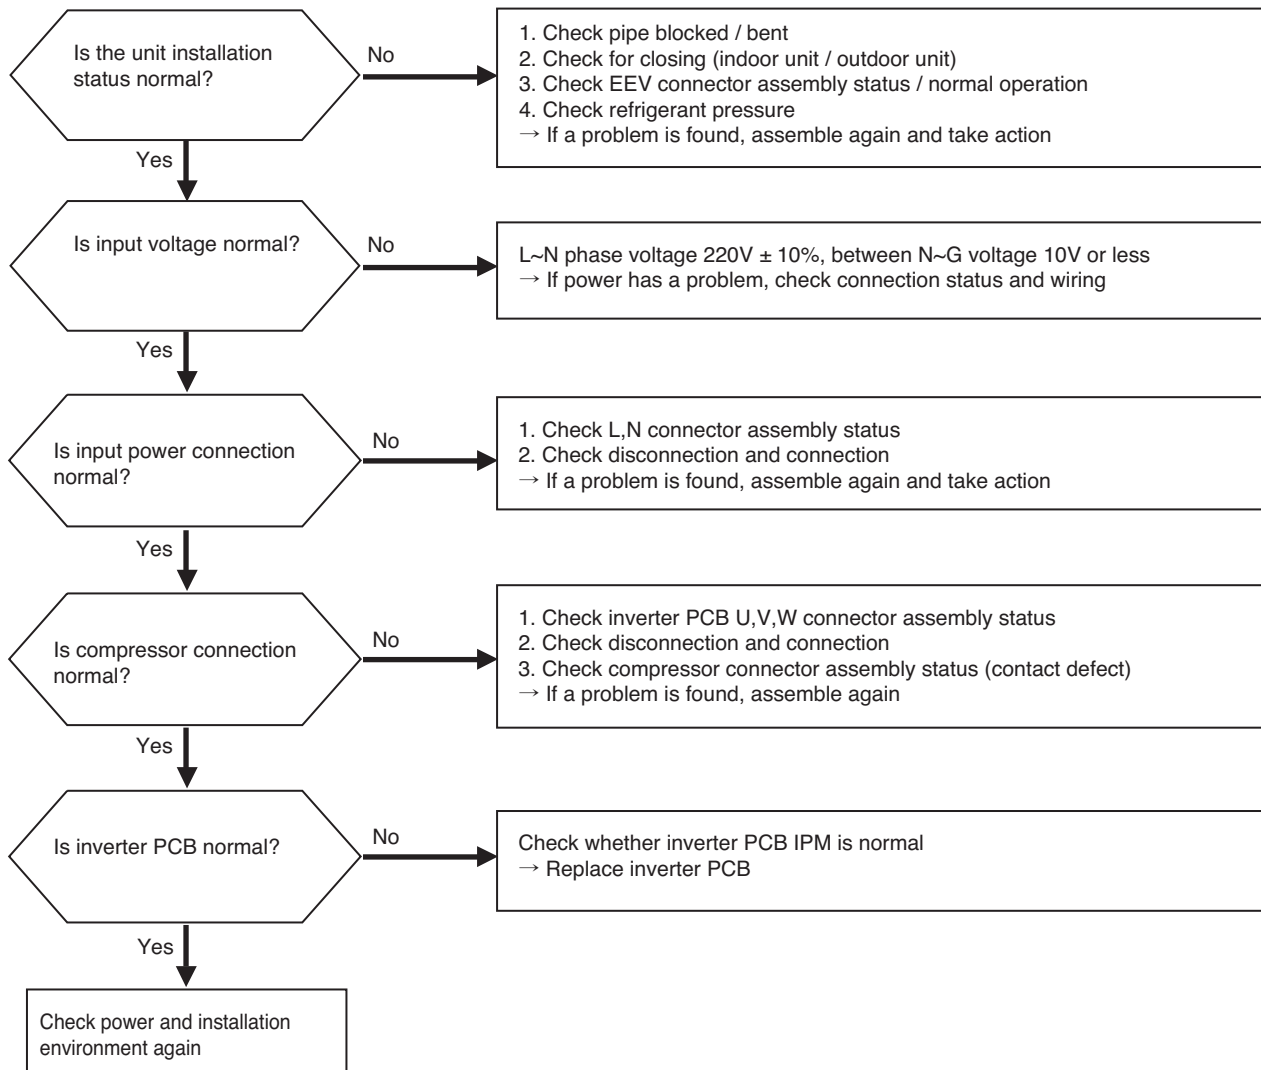 Is the unit installation
status normal?
No
1. Check pipe blocked / bent
2. Check for closing (indoor unit / outdoor unit)
3. Check EEV connector assembly status / normal operation
4. Check refrigerant pressure
→ If a problem is found, assemble again and take action
Yes
Is input voltage normal?
No
L~N phase voltage 220V ± 10%, between N~G voltage 10V or less
→ If power has a problem, check connection status and wiring
Yes
Is input power connection
normal?
No
1. Check L,N connector assembly status
2. Check disconnection and connection
→ If a problem is found, assemble again and take action
Yes
Is compressor connection
normal?
No
1. Check inverter PCB U,V,W connector assembly status
2. Check disconnection and connection
3. Check compressor connector assembly status (contact defect)
→ If a problem is found, assemble again
Yes
Is inverter PCB normal?
No
Check whether inverter PCB IPM is normal
→ Replace inverter PCB
Yes
Check power and installation
environment again